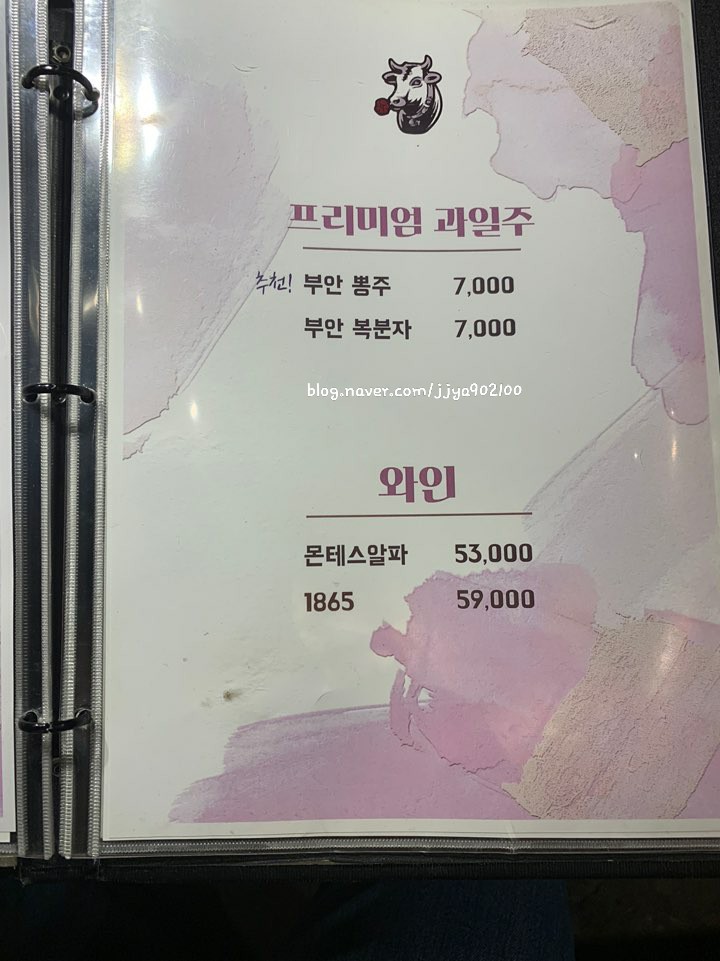 프리미엄 과일주
추천! 부안 뽕주 7,000
부안 복분자 7,000
blog.naver.com/jjya902100
와인
몬테스알파 53,000
1865 59,000